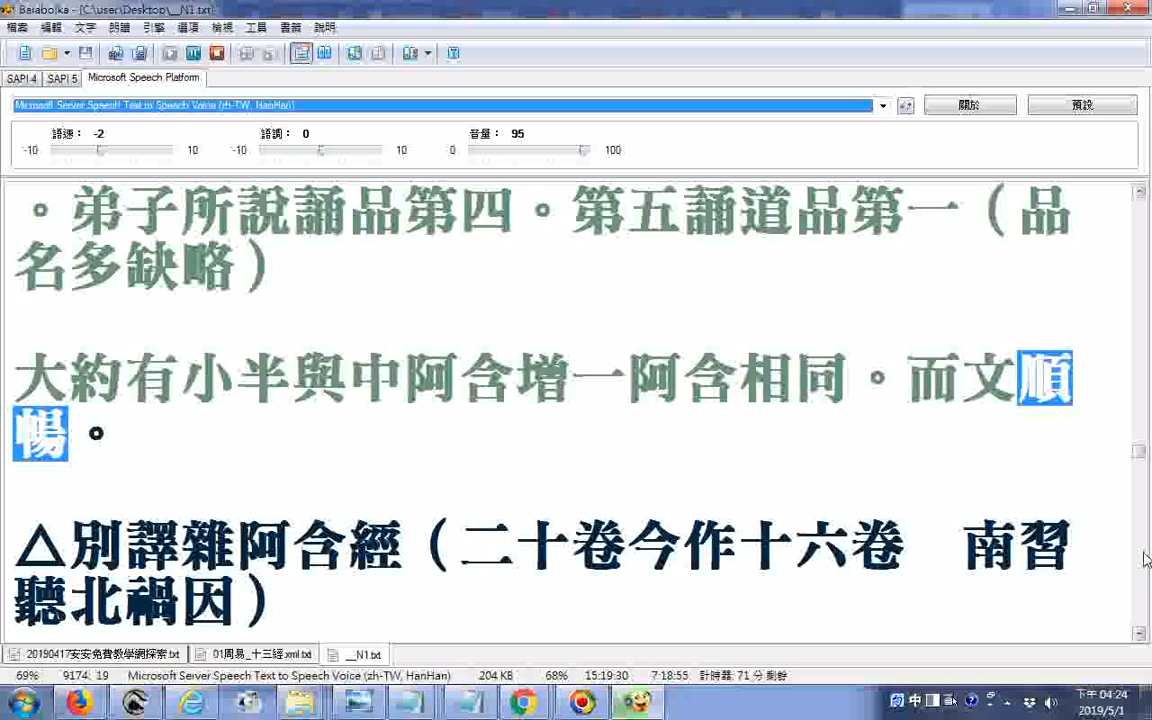 Balabolka - [C:\user\Desktop\__N1.txt]
檔案 編輯 文字 朗讀 引擎 選項 檢視 工具 書籤 說明
SAPI 4 SAPI 5 Microsoft Speech Platform
Microsoft Server Speech Text to Speech Voice (zh-TW, HanHan)
關於 預設
語速： -2 語調： 0 音量： 95
-10 10 -10 10 0 100
。弟子所說誦品第四。第五誦道品第一（品
名多缺略）
大約有小半與中阿含增一阿含相同。而文順
暢。
△別譯雜阿含經（二十卷今作十六卷　南習
聽北禍因）
20190417安安免費教學網探索.txt 01周易_十三經.xml.txt __N1.txt
69% 9174: 19 Microsoft Server Speech Text to Speech Voice (zh-TW, HanHan) 204 KB 68% 15:19:30 7:18:55 計時器: 71 分 剩餘
中 下午 04:24
2019/5/1